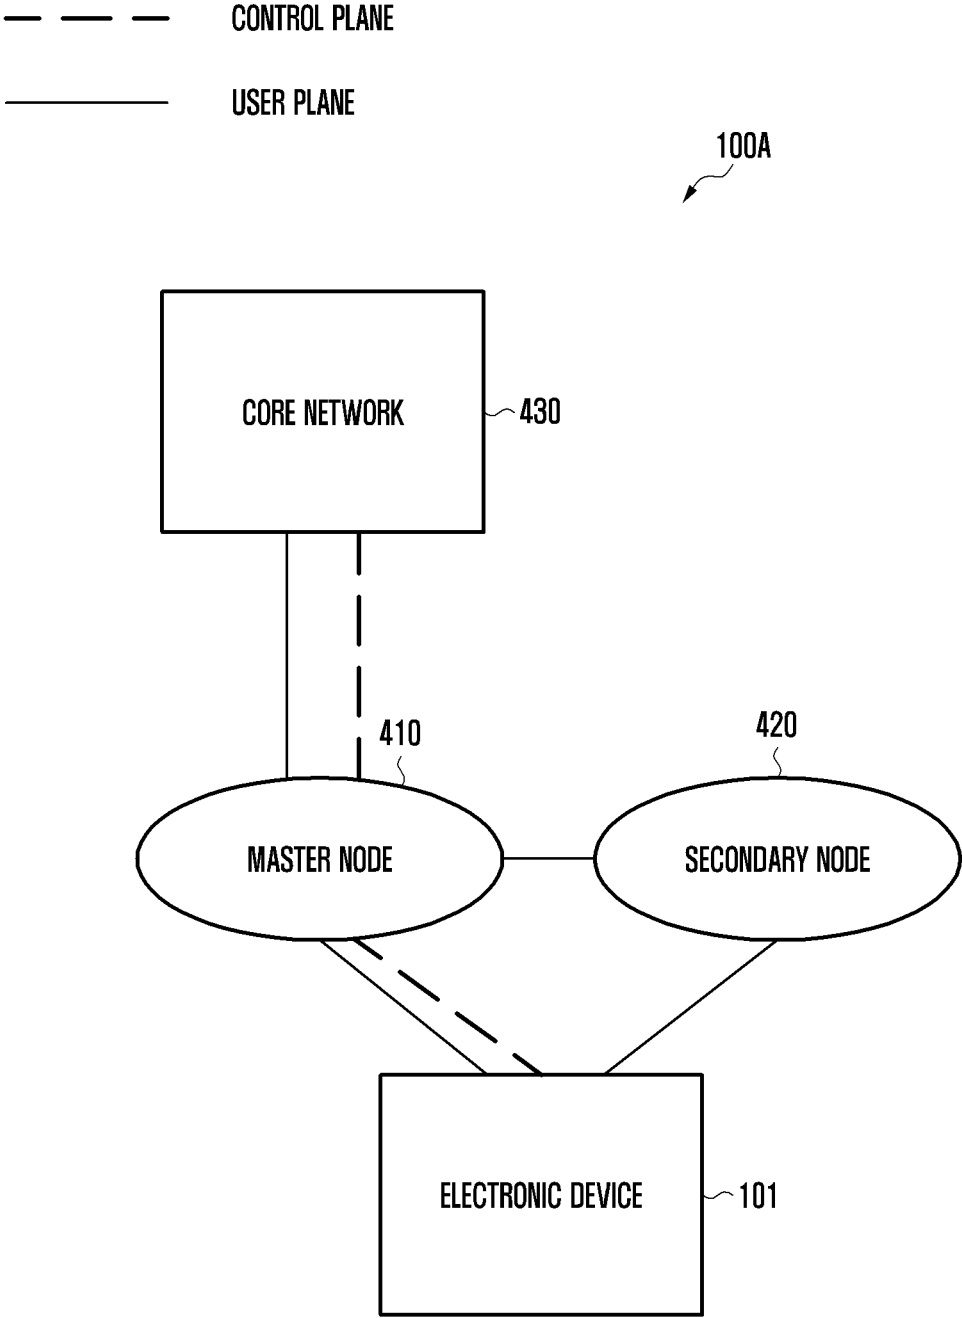 CONTROL PLANE
USER PLANE
100A
CORE NETWORK
430
410
420
MASTER NODE
SECONDARY NODE
ELECTRONIC DEVICE
101